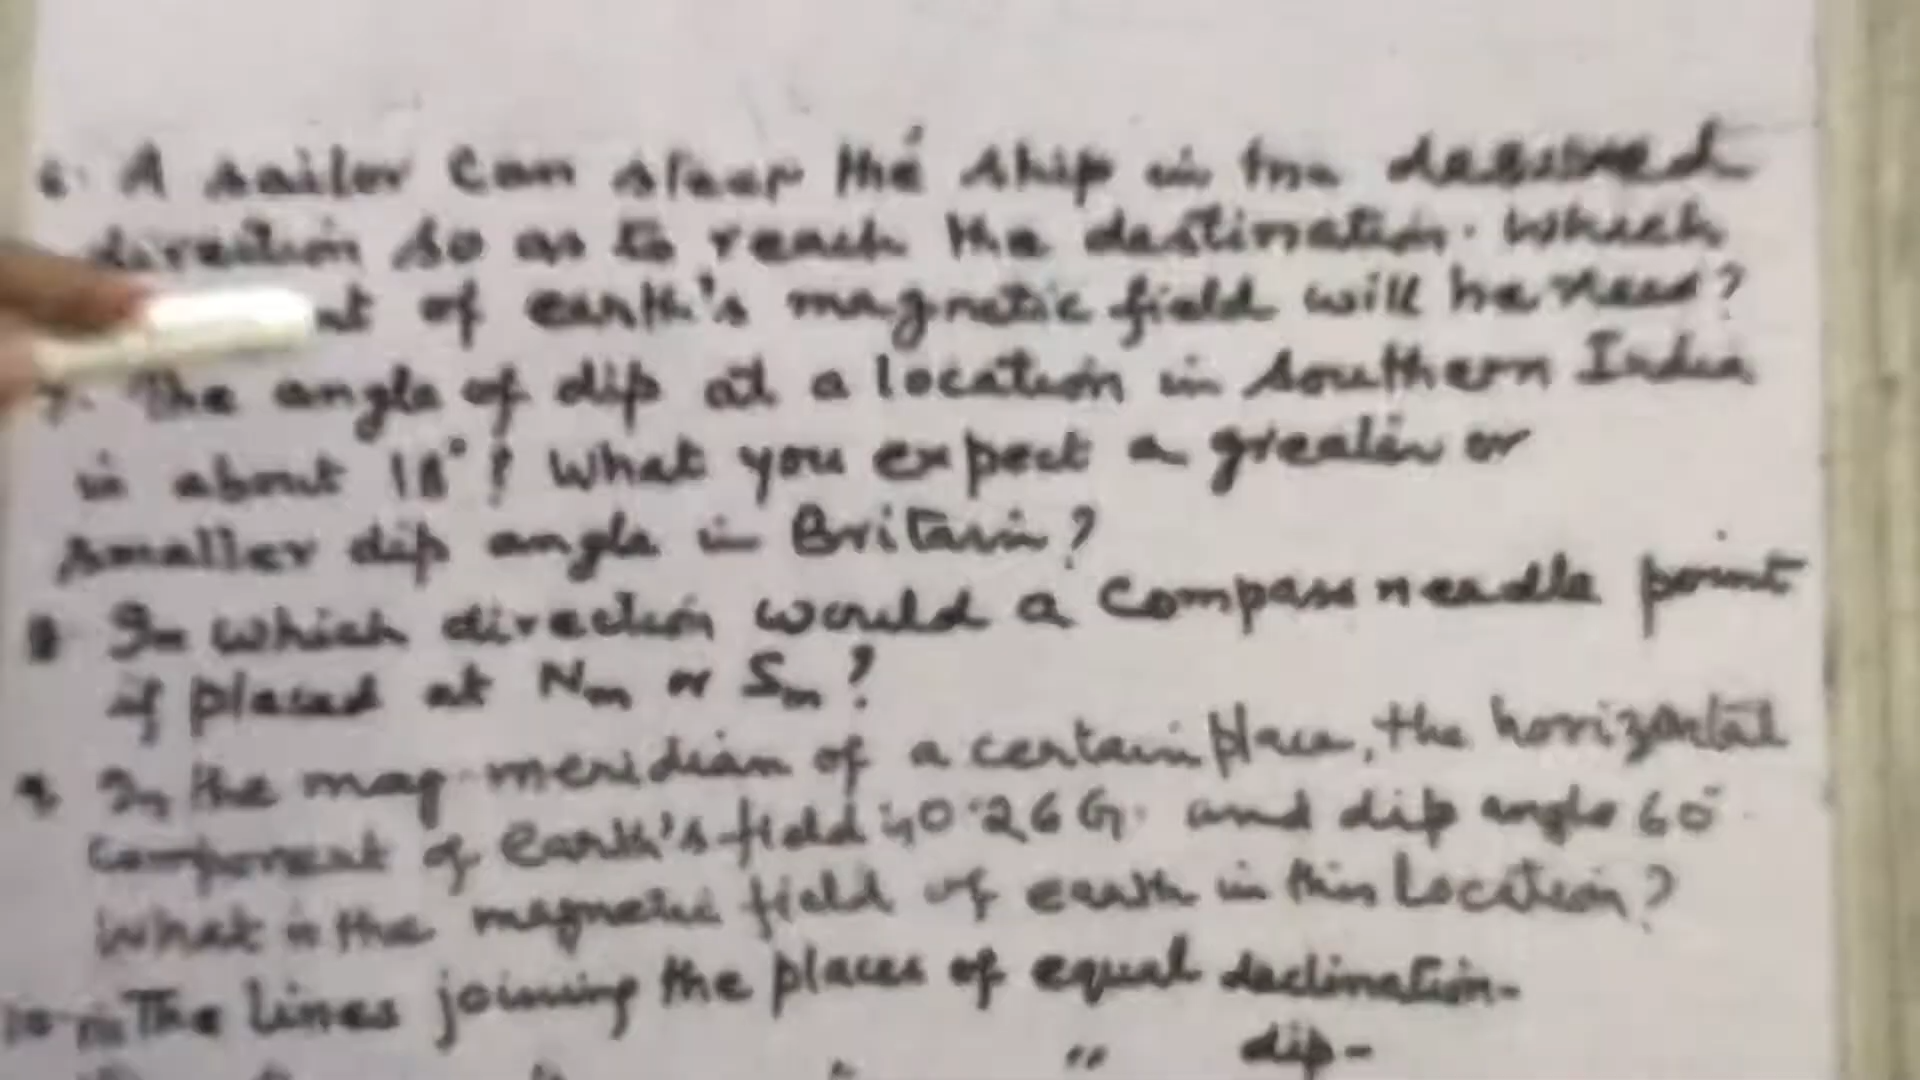 6. A sailor can steer the ship in the desired
direction so as to reach the destination. Which
nt of earth's magnetic field will he need?
7. The angle of dip at a location in southern India
is about 18°! What you expect a greater or
smaller dip angle in Britain?
8 In which direction would a compass needle point
if placed at Nm or Sm?
9 In the mag. meridian of a certain place, the horizontal
component of earth's field is 0.26 G. and dip angle 60°.
What is the magnetic field of earth in this location?
10 The lines joining the places of equal declination-
" dip-